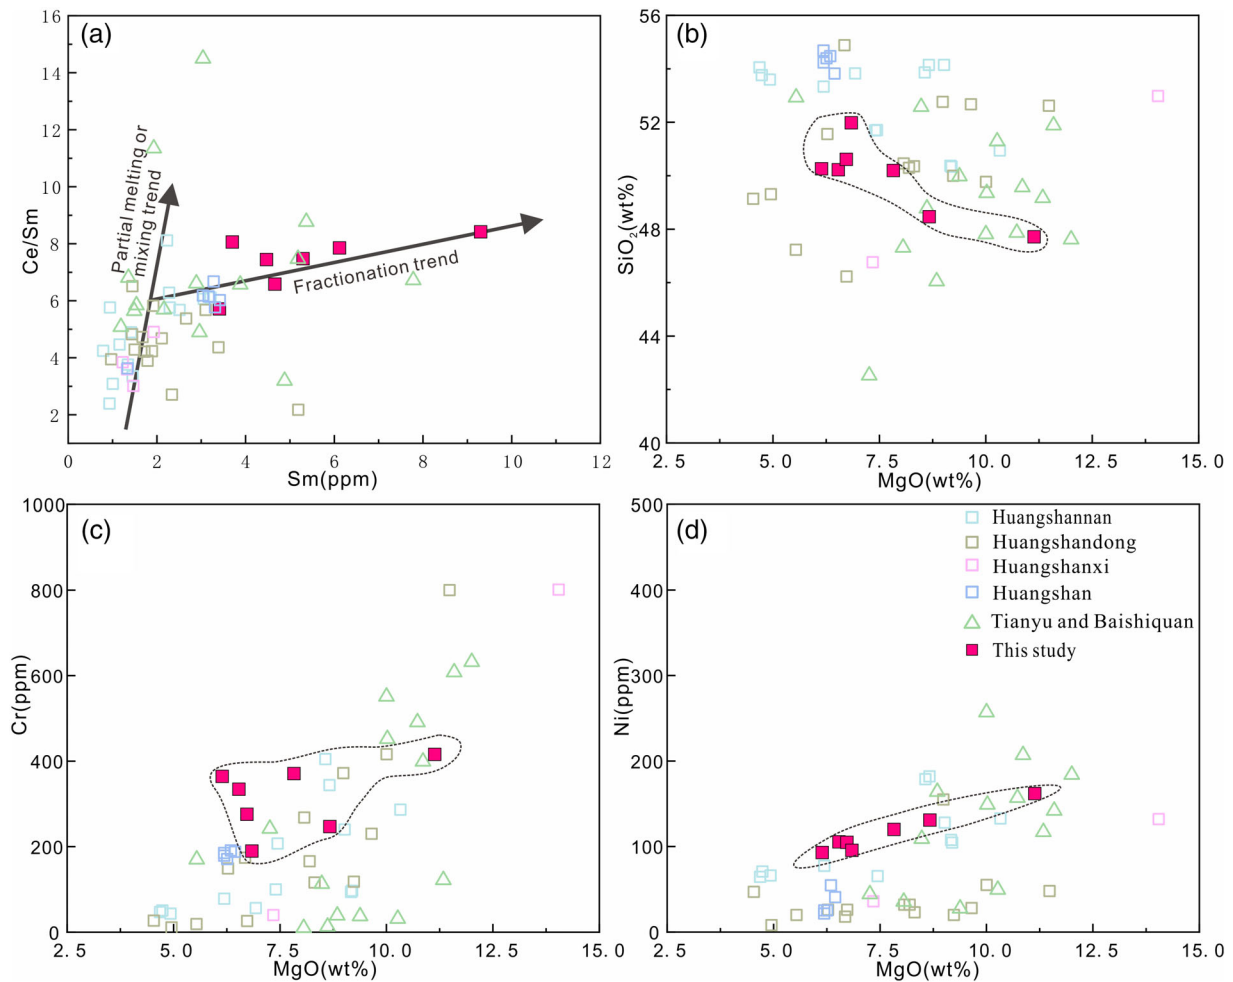 (a)
16
14
12
10
8
6
4
2
0
2
4
6
8
10
12
Ce/Sm
Sm(ppm)
Partial melting or
mixing trend
Fractionation trend
(b)
56
52
48
44
40
2.5
5.0
7.5
10.0
12.5
15.0
SiO2(wt%)
MgO(wt%)
(c)
1000
800
600
400
200
0
2.5
5.0
7.5
10.0
12.5
15.0
Cr(ppm)
MgO(wt%)
(d)
500
400
300
200
100
0
2.5
5.0
7.5
10.0
12.5
15.0
Ni(ppm)
MgO(wt%)
Huangshannan
Huangshandong
Huangshanxi
Huangshan
Tianyu and Baishiquan
This study